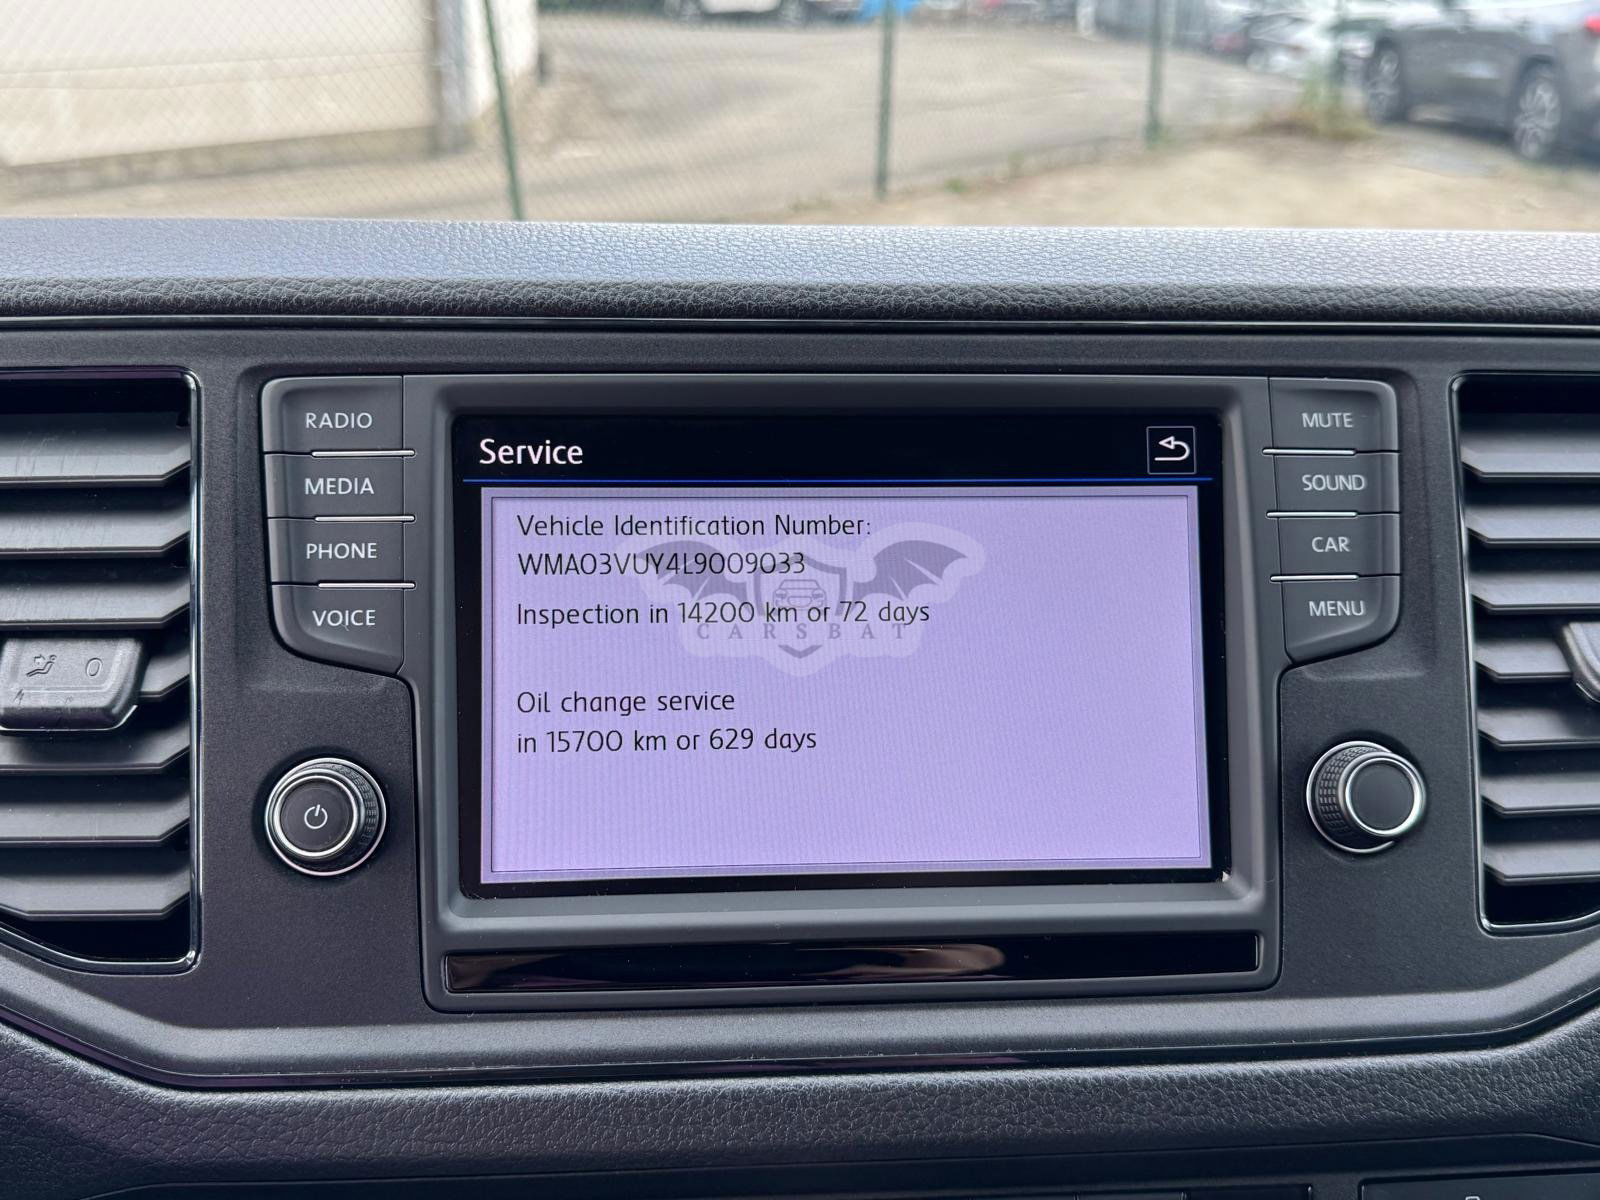 RADIO
MEDIA
PHONE
VOICE
Service
Vehicle Identification Number:
WMA03VUY4L9009033
Inspection in 14200 km or 72 days
CARSBAT
Oil change service
in 15700 km or 629 days
MUTE
SOUND
CAR
MENU
0